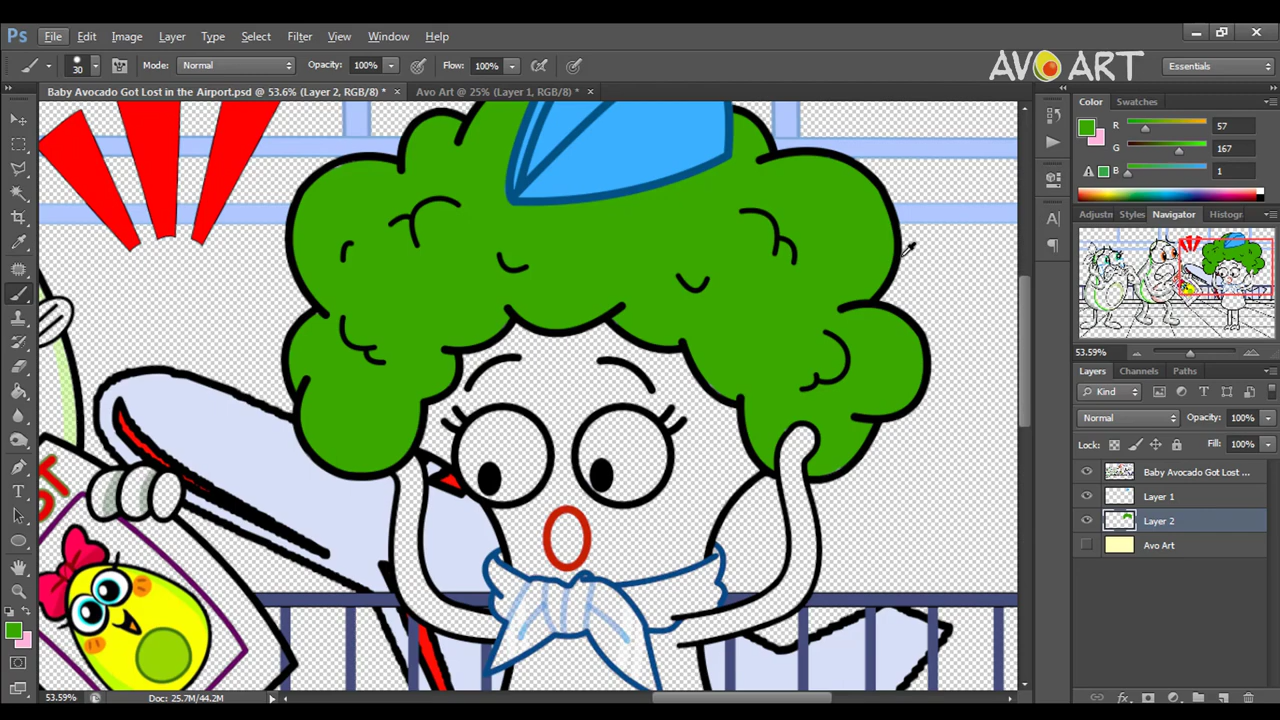 Ps File Edit Image Layer Type Select Filter View Window Help
30 Mode: Normal Opacity: 100% Flow: 100% AVO ART Essentials
Baby Avocado Got Lost in the Airport.psd @ 53.6% (Layer 2, RGB/8) * × Avo Art @ 25% (Layer 1, RGB/8) * ×
Color Swatches
R 57
G 167
B 1
Adjustm Styles Navigator Histogr
53.59%
Layers Channels Paths
Kind
Normal Opacity: 100%
Lock: Fill: 100%
Baby Avocado Got Lost ...
Layer 1
Layer 2
Avo Art
53.59% Doc: 25.7M/44.2M